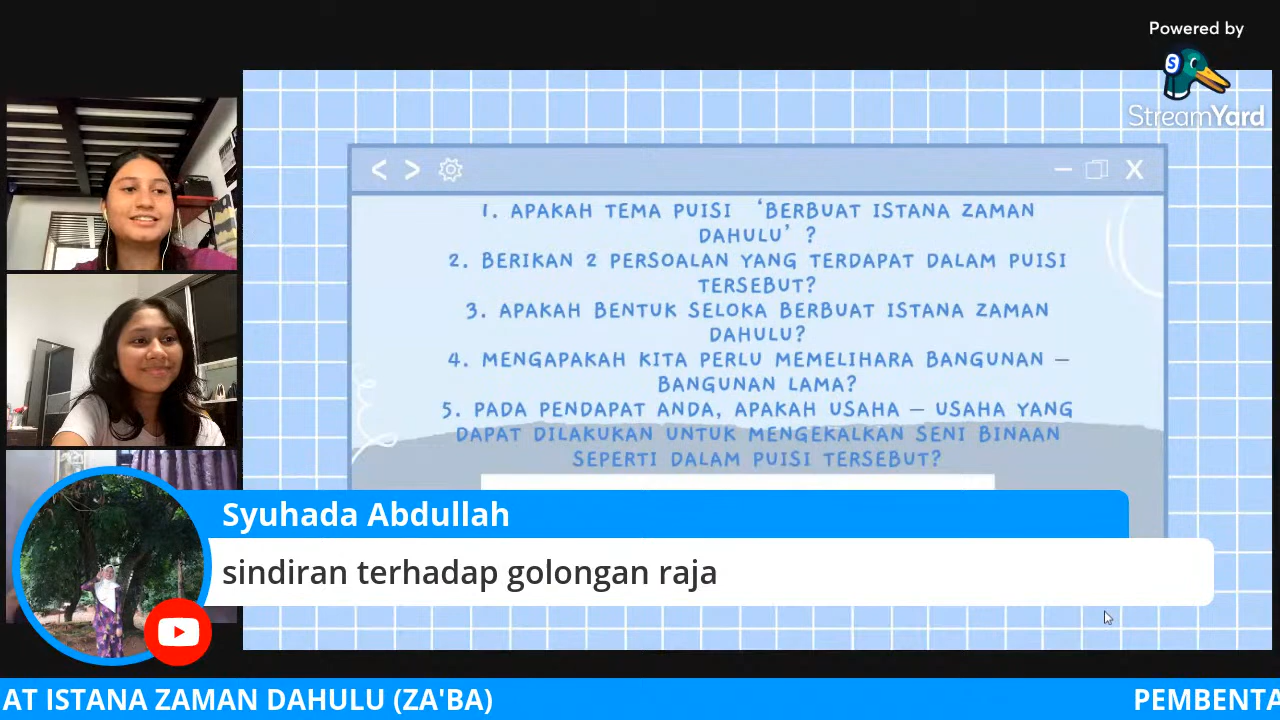 Powered by
StreamYard
< > – X
1. APAKAH TEMA PUISI ‘BERBUAT ISTANA ZAMAN
DAHULU’ ?
2. BERIKAN 2 PERSOALAN YANG TERDAPAT DALAM PUISI
TERSEBUT?
3. APAKAH BENTUK SELOKA BERBUAT ISTANA ZAMAN
DAHULU?
4. MENGAPAKAH KITA PERLU MEMELIHARA BANGUNAN –
BANGUNAN LAMA?
5. PADA PENDAPAT ANDA, APAKAH USAHA – USAHA YANG
DAPAT DILAKUKAN UNTUK MENGEKALKAN SENI BINAAN
SEPERTI DALAM PUISI TERSEBUT?
Syuhada Abdullah
sindiran terhadap golongan raja
AT ISTANA ZAMAN DAHULU (ZA'BA) PEMBENTA